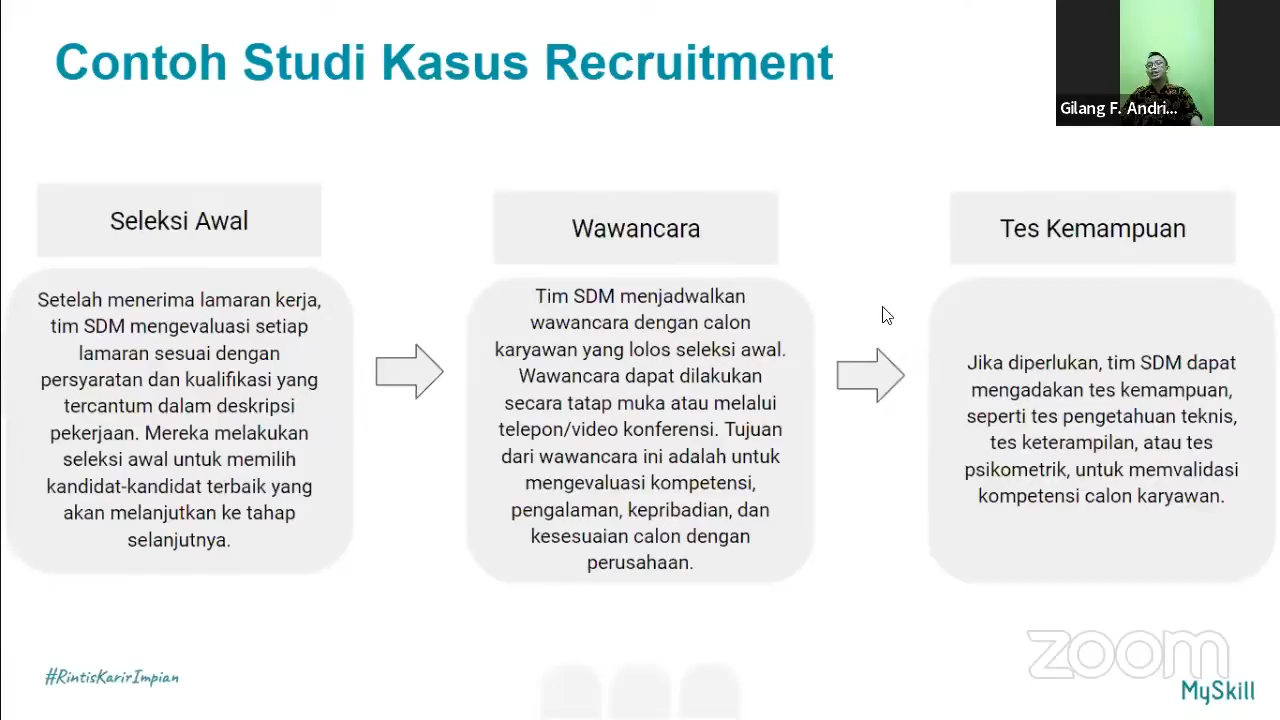 Contoh Studi Kasus Recruitment
Gilang F. Andri...
Seleksi Awal
Setelah menerima lamaran kerja,
tim SDM mengevaluasi setiap
lamaran sesuai dengan
persyaratan dan kualifikasi yang
tercantum dalam deskripsi
pekerjaan. Mereka melakukan
seleksi awal untuk memilih
kandidat-kandidat terbaik yang
akan melanjutkan ke tahap
selanjutnya.
Wawancara
Tim SDM menjadwalkan
wawancara dengan calon
karyawan yang lolos seleksi awal.
Wawancara dapat dilakukan
secara tatap muka atau melalui
telepon/video konferensi. Tujuan
dari wawancara ini adalah untuk
mengevaluasi kompetensi,
pengalaman, kepribadian, dan
kesesuaian calon dengan
perusahaan.
Tes Kemampuan
Jika diperlukan, tim SDM dapat
mengadakan tes kemampuan,
seperti tes pengetahuan teknis,
tes keterampilan, atau tes
psikometrik, untuk memvalidasi
kompetensi calon karyawan.
#RintisKarirImpian
zoom
MySkill